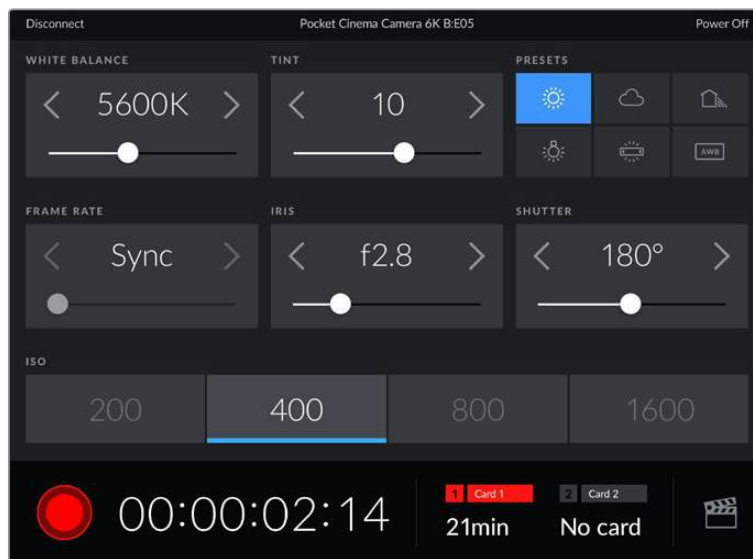 Disconnect Pocket Cinema Camera 6K B:E05 Power Off
WHITE BALANCE TINT PRESETS
5600K 10
AWB
FRAME RATE IRIS SHUTTER
Sync f2.8 180°
ISO
200 400 800 1600
1 Card 1 2 Card 2
00:00:02:14 21min No card